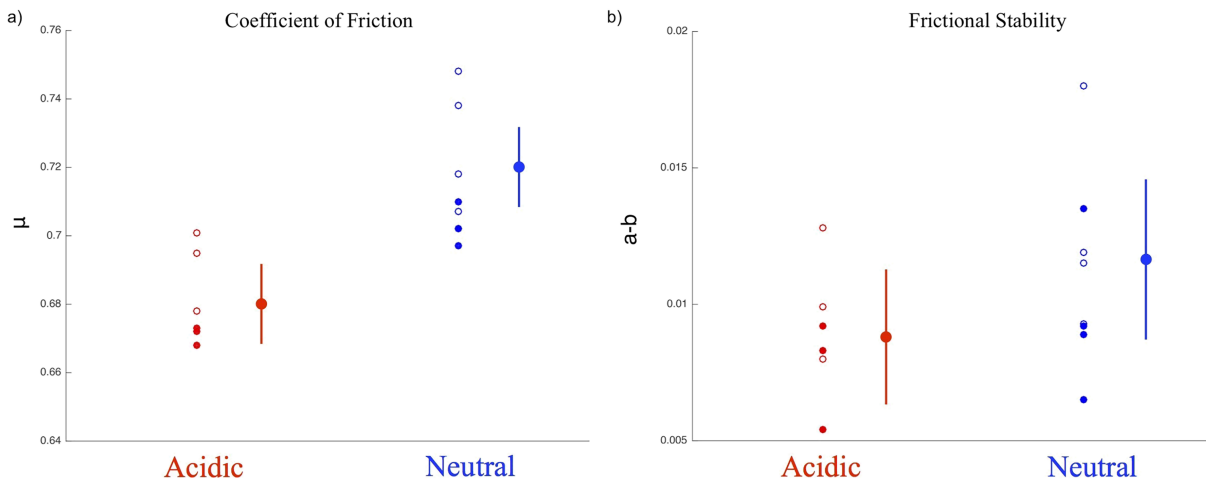 a)
Coefficient of Friction
0.76
0.74
0.72
0.7
0.68
0.66
0.64
μ
Acidic
Neutral
b)
Frictional Stability
0.02
0.015
0.01
0.005
a-b
Acidic
Neutral